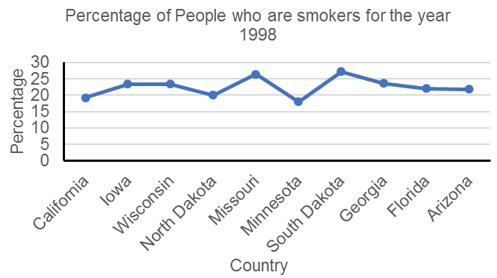 Percentage of People who are smokers for the year
1998
Percentage
30
25
20
15
10
5
0
California
Iowa
Wisconsin
North Dakota
Missouri
Minnesota
South Dakota
Georgia
Florida
Arizona
Country